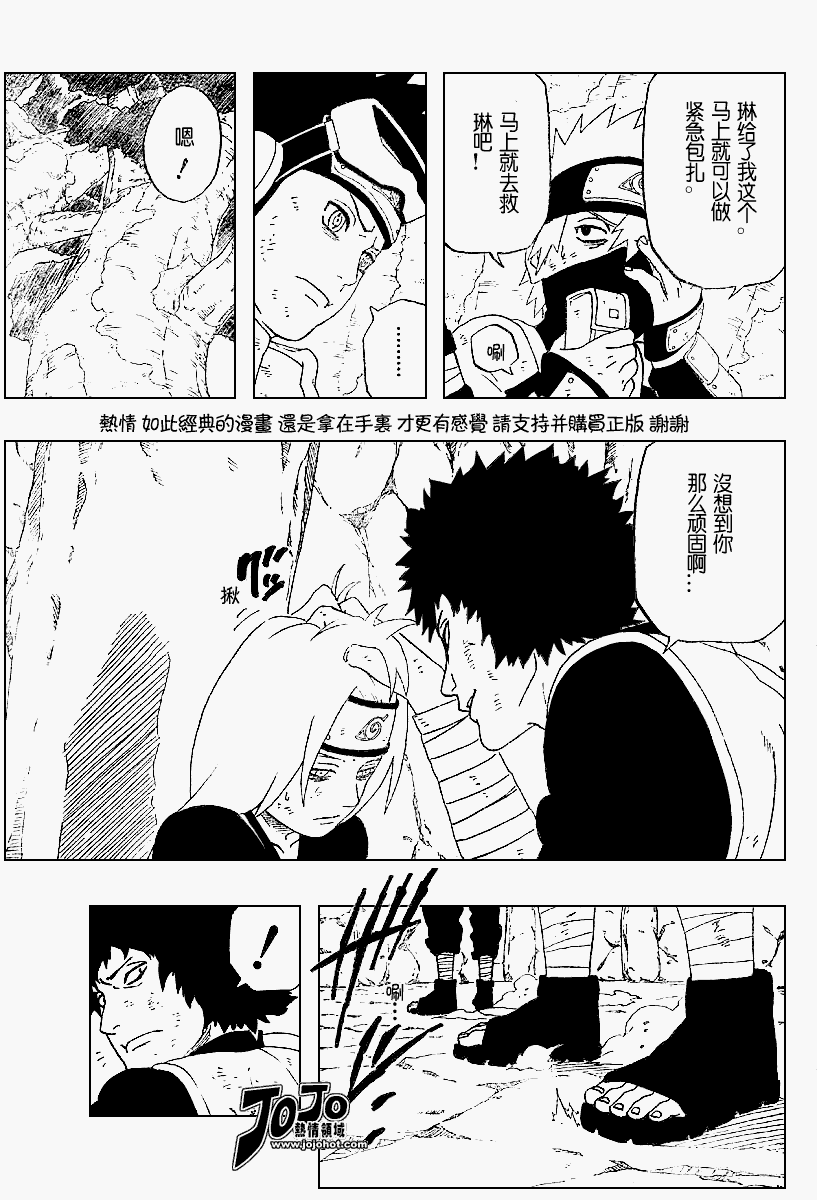 琳给了我这个。
马上就可以做
紧急包扎。
马上就去救
琳吧！
唰
………
嗯！
熱情 如此經典的漫畫 還是拿在手裏 才更有感覺 請支持并購買正版 謝謝
沒想到你
那么顽固啊…
グッ
揪
唰……
！
JOJO
熱情領域
www.jojohot.com